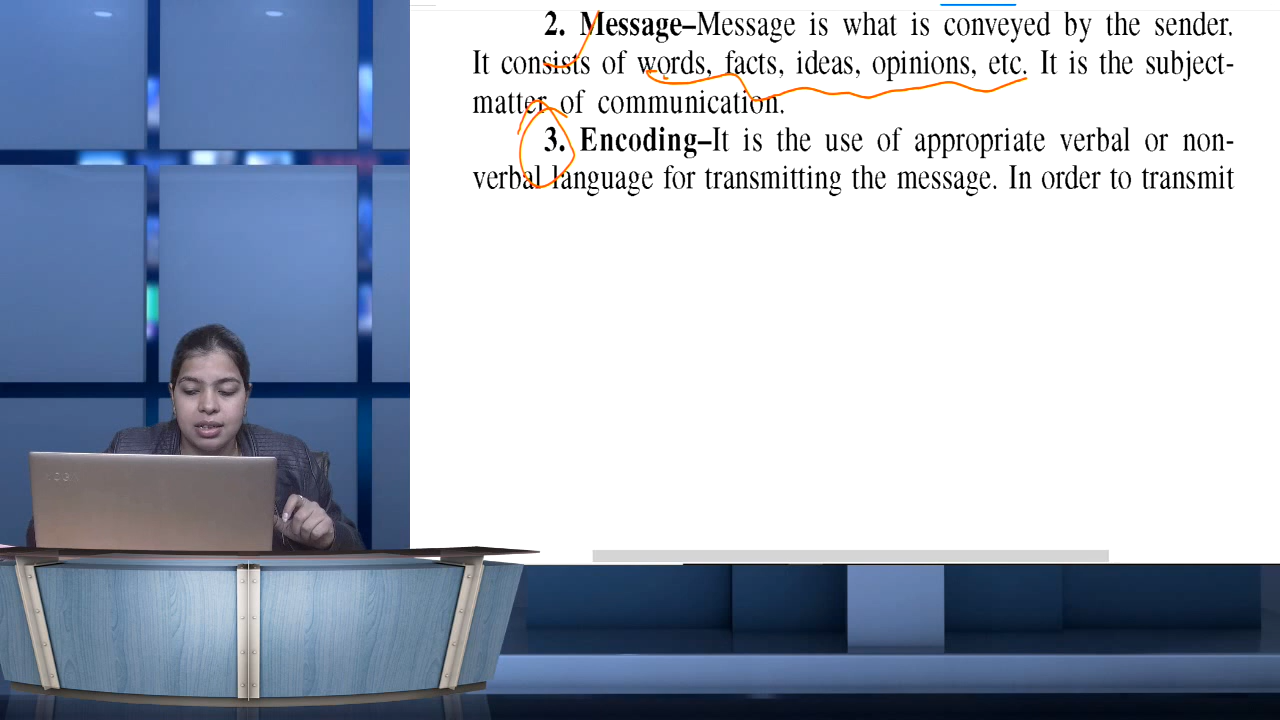 2. Message–Message is what is conveyed by the sender.
It consists of words, facts, ideas, opinions, etc. It is the subject-
matter of communication.
3. Encoding–It is the use of appropriate verbal or non-
verbal language for transmitting the message. In order to transmit